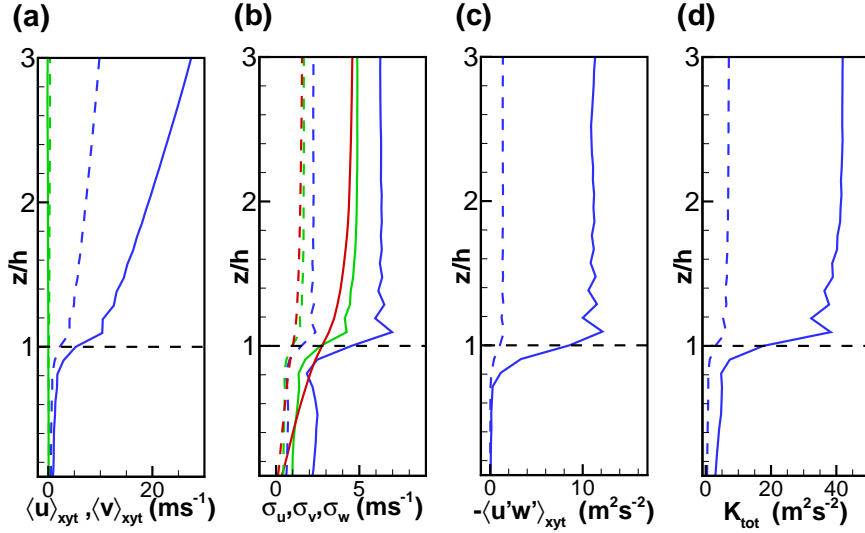 (a) (b) (c) (d)
3 3 3 3
2 2 2 2
z/h z/h z/h z/h
1 1 1 1
0 20 0 5 0 10 0 20 40
⟨u⟩xyt ,⟨v⟩xyt (ms-1) σu,σv,σw (ms-1) -⟨u'w'⟩xyt (m2s-2) Ktot (m2s-2)